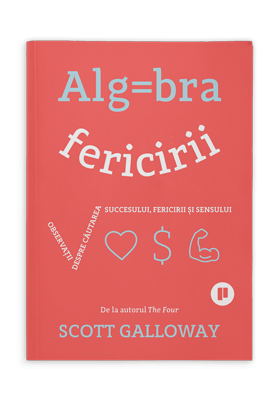 Alg=bra
fericirii
OBSERVAȚII
DESPRE CĂUTAREA
SUCCESULUI, FERICIRII ȘI SENSULUI
$
De la autorul The Four
SCOTT GALLOWAY